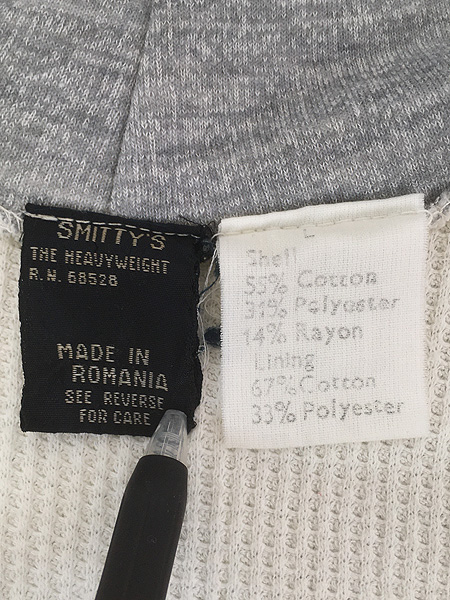 SMITTY'S
THE HEAVYWEIGHT
R.N. 68528
MADE IN
ROMANIA
SEE REVERSE
FOR CARE
L
Shell
55% Cotton
31% Polyester
14% Rayon
Lining
67% Cotton
33% Polyester